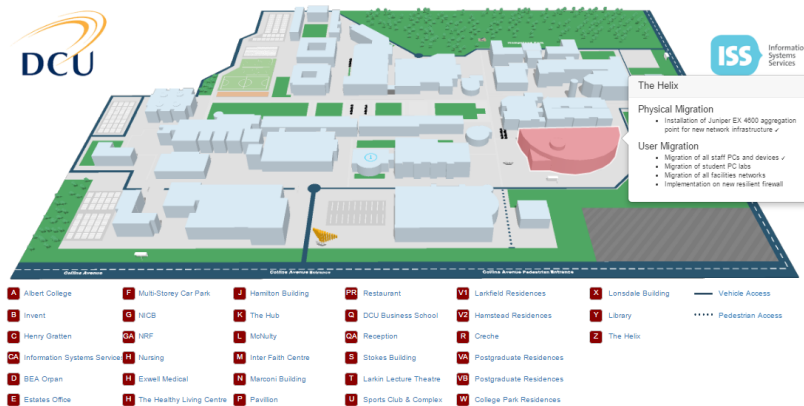 DCU
ISS
Information
Systems
Services
The Helix
Physical Migration
Installation of Juniper EX 4600 aggregation
point for new network infrastructure ✓
User Migration
Migration of all staff PCs and devices ✓
Migration of student PC labs
Migration of all facilities networks
Implementation on new resilient firewall
Collins Avenue
Collins Avenue Entrance
Collins Avenue Pedestrian Entrance
A Albert College
B Invent
C Henry Gratten
CA Information Systems Services
D BEA Orpan
E Estates Office
F Multi-Storey Car Park
G NICB
GA NRF
H Nursing
H Exwell Medical
H The Healthy Living Centre
J Hamilton Building
K The Hub
L McNulty
M Inter Faith Centre
N Marconi Building
P Pavillion
PR Restaurant
Q DCU Business School
QA Reception
S Stokes Building
T Larkin Lecture Theatre
U Sports Club & Complex
V1 Larkfield Residences
V2 Hamstead Residences
R Creche
VA Postgraduate Residences
VB Postgraduate Residences
W College Park Residences
X Lonsdale Building
Y Library
Z The Helix
Vehicle Access
Pedestrian Access